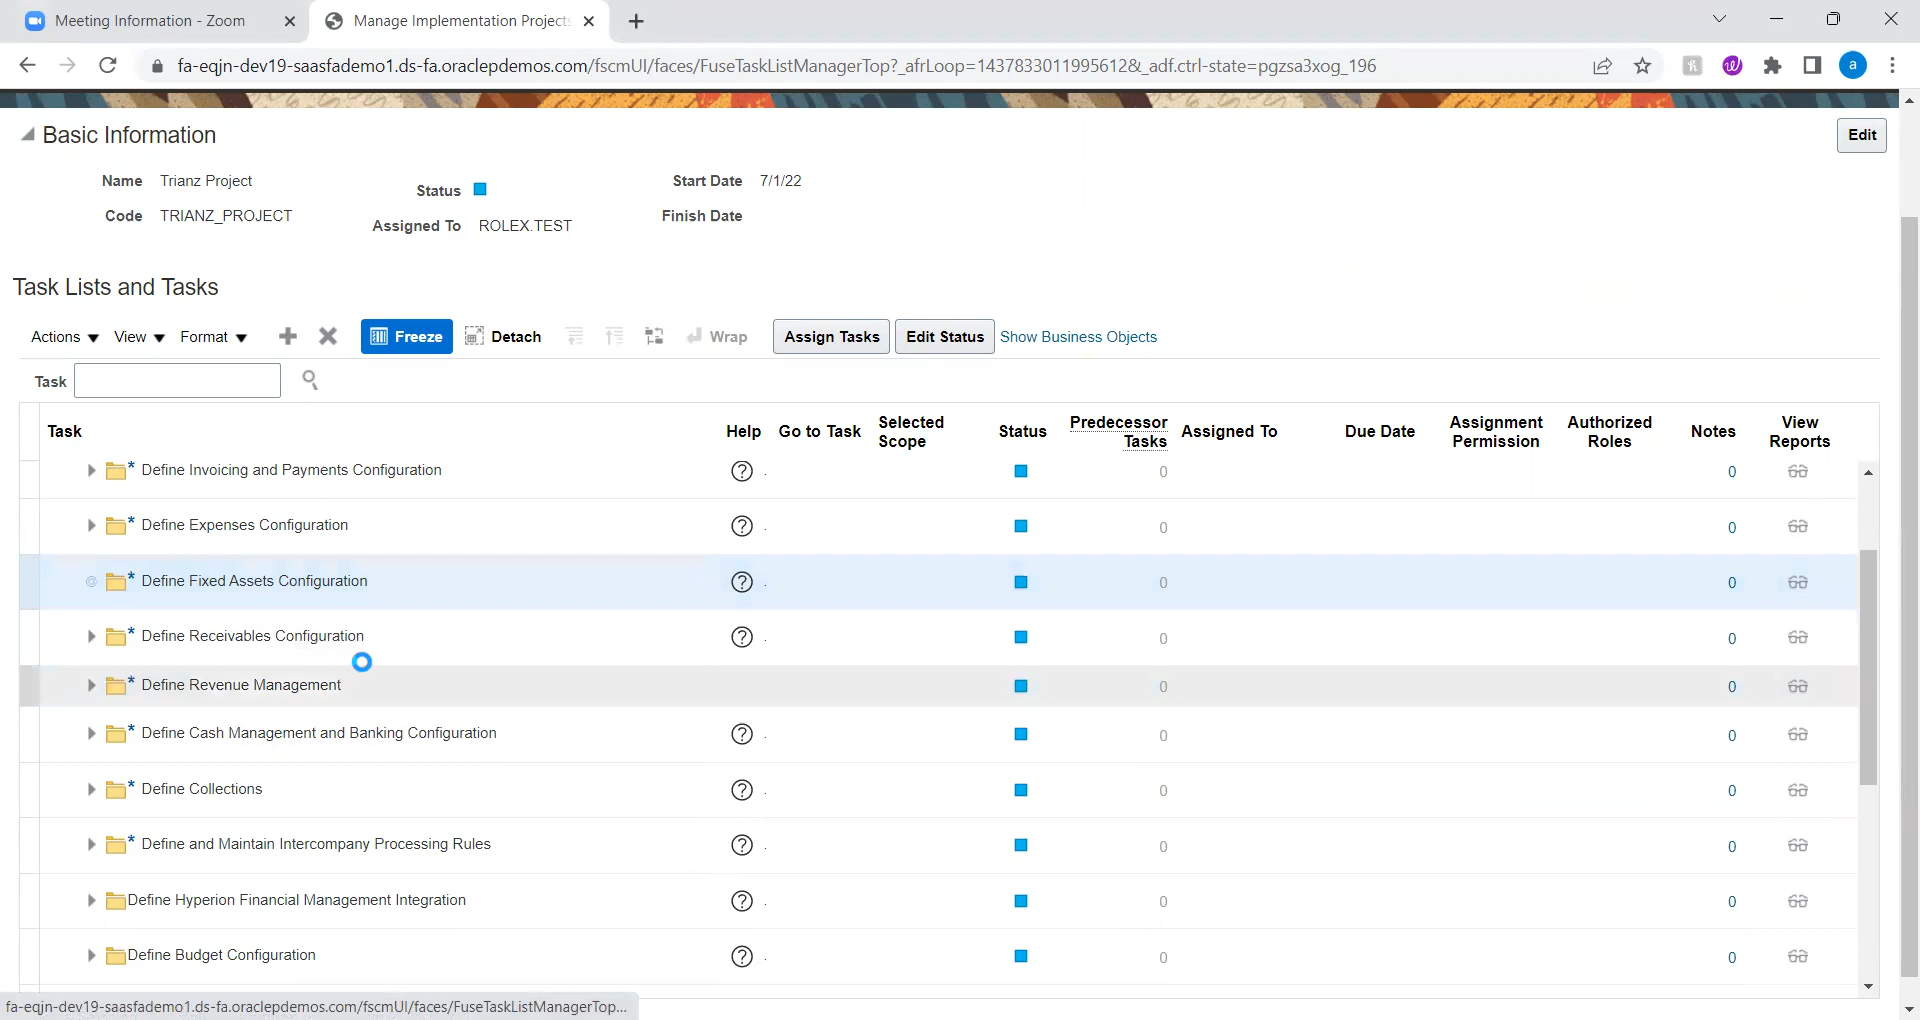 Meeting Information - Zoom
Manage Implementation Projects
fa-eqjn-dev19-saasfademo1.ds-fa.oraclepdemos.com/fscmUI/faces/FuseTaskListManagerTop?_afrLoop=14378330119956128&_adf.ctrl-state=pgzsa3xog_196
a
Basic Information
Edit
Name Trianz Project
Status
Start Date 7/1/22
Code TRIANZ_PROJECT
Assigned To ROLEX.TEST
Finish Date
Task Lists and Tasks
Actions View Format Freeze Detach Wrap Assign Tasks Edit Status Show Business Objects
Task
Task Help Go to Task Selected Scope Status Predecessor Tasks Assigned To Due Date Assignment Permission Authorized Roles Notes View Reports
* Define Invoicing and Payments Configuration ? . 0 0
* Define Expenses Configuration ? . 0 0
* Define Fixed Assets Configuration ? . 0 0
* Define Receivables Configuration ? . 0 0
* Define Revenue Management 0 0
* Define Cash Management and Banking Configuration ? . 0 0
* Define Collections ? . 0 0
* Define and Maintain Intercompany Processing Rules ? . 0 0
Define Hyperion Financial Management Integration ? . 0 0
Define Budget Configuration ? . 0 0
fa-eqjn-dev19-saasfademo1.ds-fa.oraclepdemos.com/fscmUI/faces/FuseTaskListManagerTop...